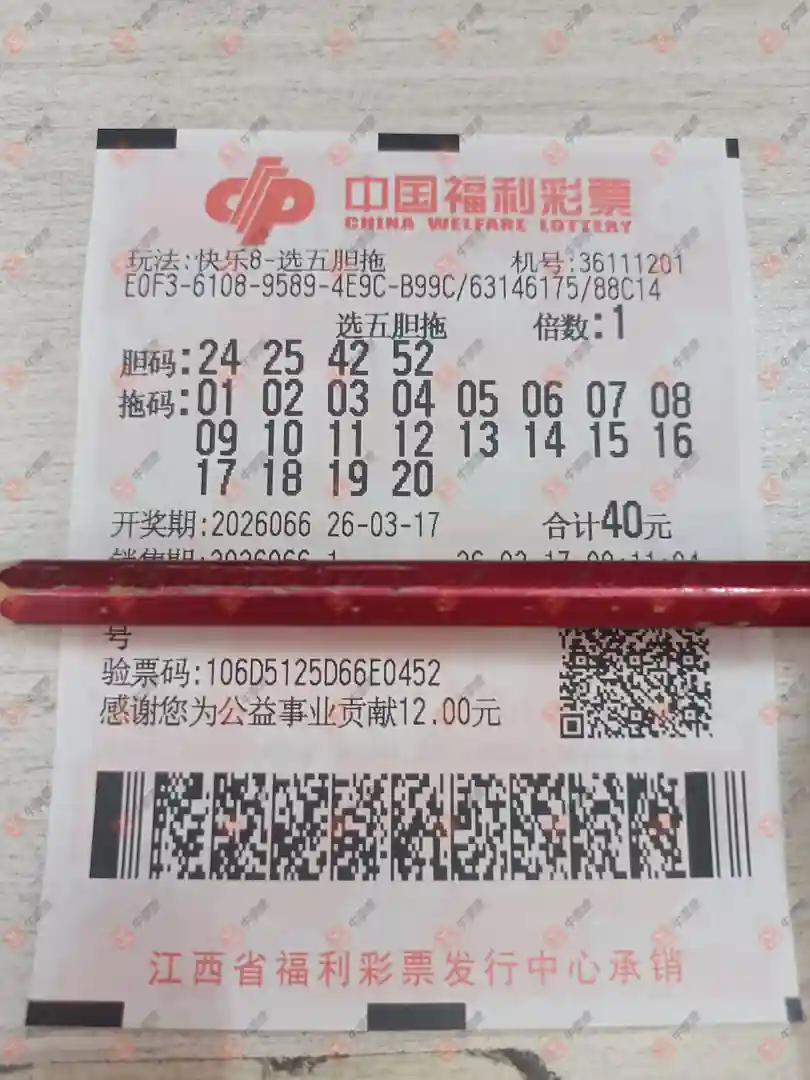 中国福利彩票
CHINA WELFARE LOTTERY
玩法:快乐8-选五胆拖 机号:36111201
E0F3-6108-9589-4E9C-B99C/63146175/88C14
选五胆拖 倍数:1
胆码:24 25 42 52
拖码:01 02 03 04 05 06 07 08
09 10 11 12 13 14 15 16
17 18 19 20
开奖期:2026066 26-03-17 合计40元
销售期:2026066
号
验票码:106D5125D66E0452
感谢您为公益事业贡献12.00元
江西省福利彩票发行中心承销